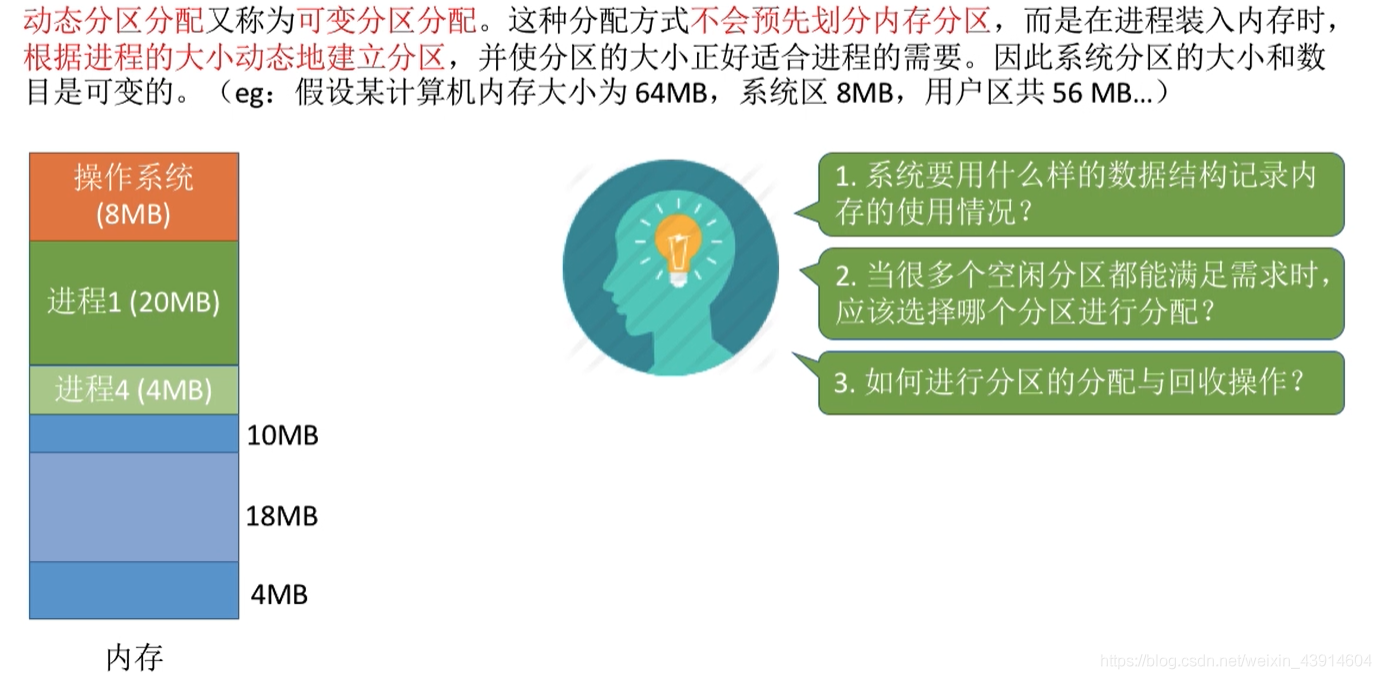 动态分区分配又称为可变分区分配。这种分配方式不会预先划分内存分区，而是在进程装入内存时，
根据进程的大小动态地建立分区，并使分区的大小正好适合进程的需要。因此系统分区的大小和数
目是可变的。（eg：假设某计算机内存大小为 64MB，系统区 8MB，用户区共 56 MB…）
操作系统
(8MB)
进程1 (20MB)
进程4 (4MB)
10MB
18MB
4MB
内存
1. 系统要用什么样的数据结构记录内
存的使用情况？
2. 当很多个空闲分区都能满足需求时，
应该选择哪个分区进行分配？
3. 如何进行分区的分配与回收操作？
https://blog.csdn.net/weixin_43914604